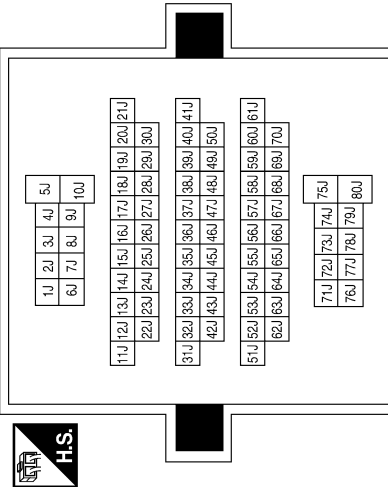 1J 2J 3J 4J 5J
6J 7J 8J 9J 10J
11J 12J 13J 14J 15J 16J 17J 18J 19J 20J 21J
22J 23J 24J 25J 26J 27J 28J 29J 30J
31J 32J 33J 34J 35J 36J 37J 38J 39J 40J 41J
42J 43J 44J 45J 46J 47J 48J 49J 50J
51J 52J 53J 54J 55J 56J 57J 58J 59J 60J 61J
62J 63J 64J 65J 66J 67J 68J 69J 70J
71J 72J 73J 74J 75J
76J 77J 78J 79J 80J
H.S.